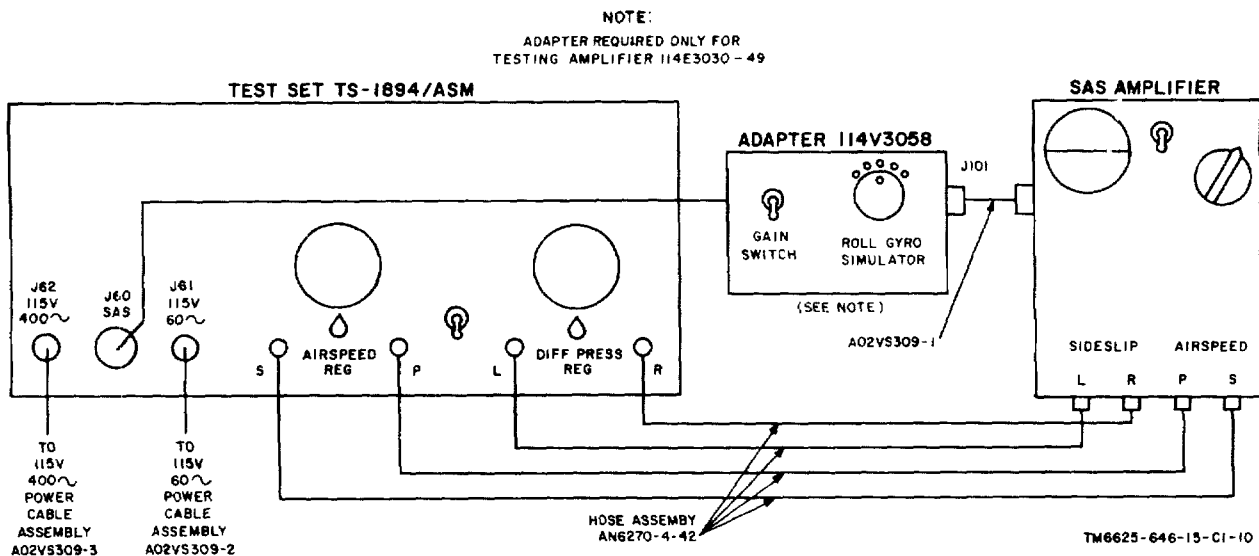 NOTE:
ADAPTER REQUIRED ONLY FOR
TESTING AMPLIFIER 114E3030-49
TEST SET TS-1894/ASM
SAS AMPLIFIER
ADAPTER 114V3058
J101
GAIN
SWITCH
ROLL GYRO
SIMULATOR
(SEE NOTE)
A02VS309-1
J62
115V
400~
J60
SAS
J61
115V
60~
S
AIRSPEED
REG
P
L
DIFF PRESS
REG
R
SIDESLIP
AIRSPEED
L
R
P
S
TO
115V
400~
POWER
CABLE
ASSEMBLY
A02VS309-3
TO
115V
60~
POWER
CABLE
ASSEMBLY
A02VS309-2
HOSE ASSEMBLY
AN6270-4-42
TM6625-646-15-C1-10